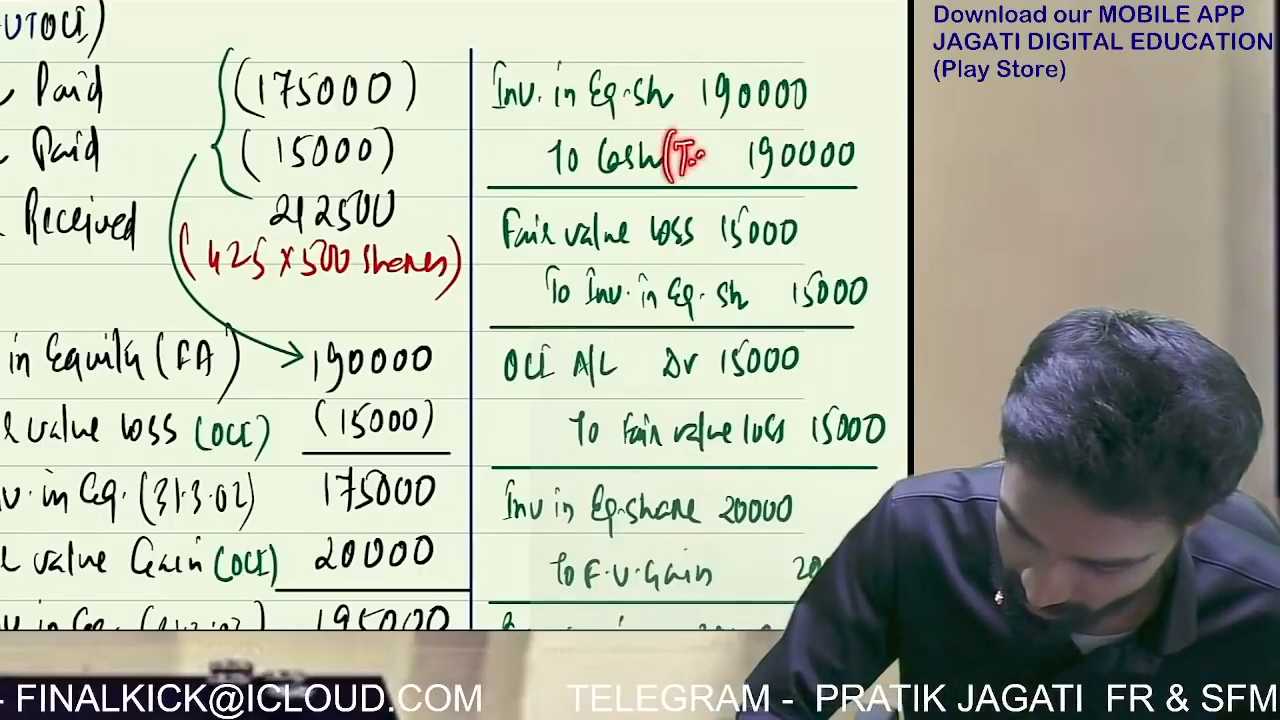 UTOCI)
Paid (175000)
Paid (15000)
Received 212500
(425 x 500 shares)
in Equity (FA) 190000
value loss (OCI) (15000)
in Eq. (31.3.02) 175000
value Gain (OCI) 20000
195000
Inv. in Eq. sh 190000
To Cash (T.. 190000
Fair value loss 15000
To Inv. in Eq. sh 15000
OCI A/L Dr 15000
To Fair value loss 15000
Inv in Eq. share 20000
To F.V. Gain 20
Download our MOBILE APP
JAGATI DIGITAL EDUCATION
(Play Store)
- FINALKICK@ICLOUD.COM TELEGRAM - PRATIK JAGATI FR & SFM